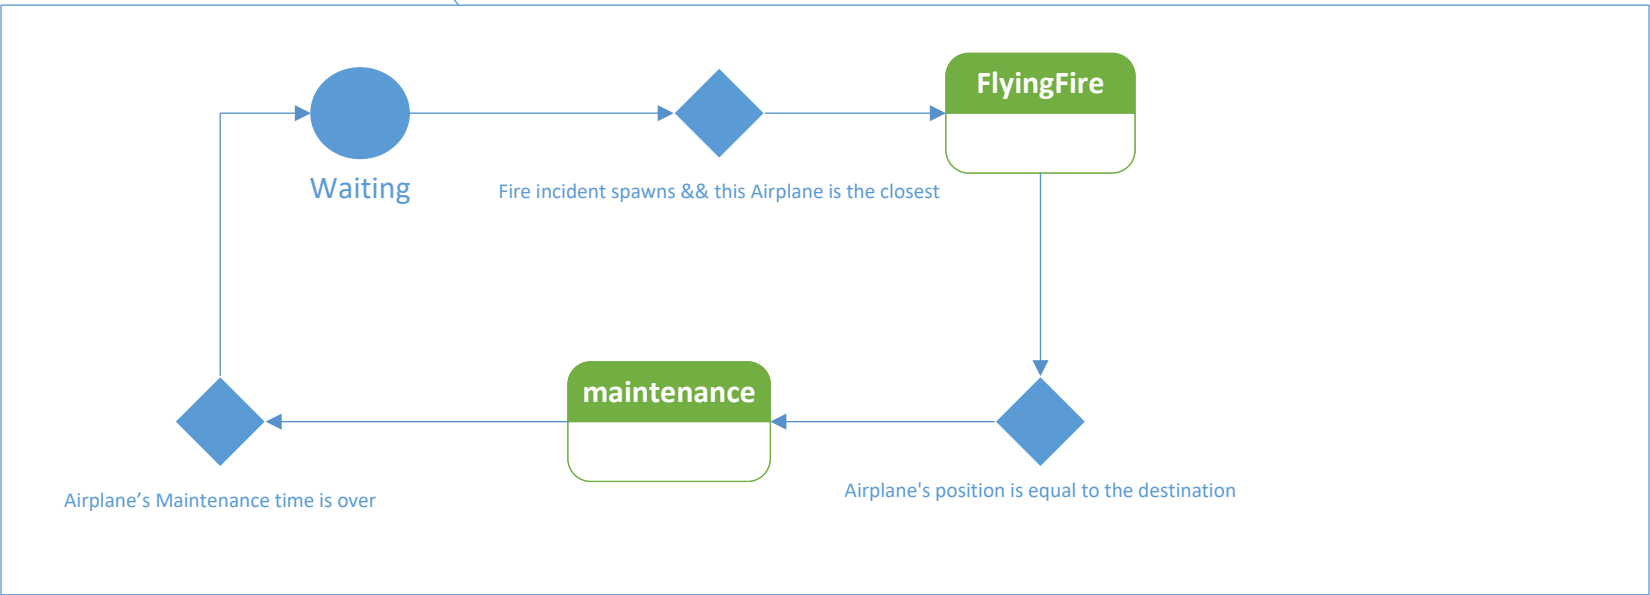 FlyingFire
Waiting
Fire incident spawns && this Airplane is the closest
maintenance
Airplane’s Maintenance time is over
Airplane's position is equal to the destination